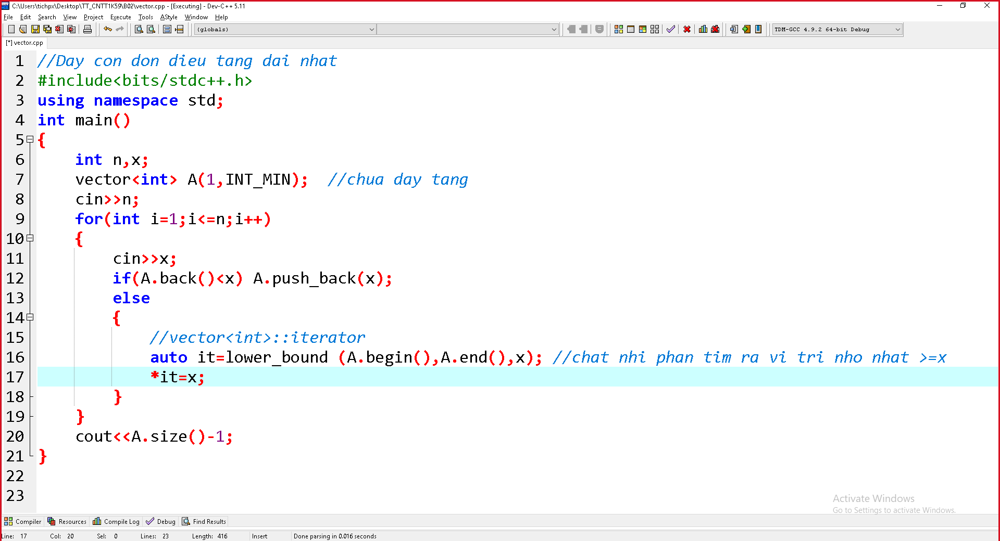 C:\Users\tichpx\Desktop\TT_CNTT1K59\B02\vector.cpp - [Executing] - Dev-C++ 5.11
File Edit Search View Project Execute Tools AStyle Window Help
(globals) TDM-GCC 4.9.2 64-bit Debug
[*] vector.cpp
1 //Day con don dieu tang dai nhat
2 #include<bits/stdc++.h>
3 using namespace std;
4 int main()
5 {
6 int n,x;
7 vector<int> A(1,INT_MIN); //chua day tang
8 cin>>n;
9 for(int i=1;i<=n;i++)
10 {
11 cin>>x;
12 if(A.back()<x) A.push_back(x);
13 else
14 {
15 //vector<int>::iterator
16 auto it=lower_bound (A.begin(),A.end(),x); //chat nhi phan tim ra vi tri nho nhat >=x
17 *it=x;
18 }
19 }
20 cout<<A.size()-1;
21 }
22
23
Activate Windows
Go to Settings to activate Windows.
Compiler Resources Compile Log Debug Find Results
Line: 17 Col: 20 Sel: 0 Lines: 23 Length: 416 Insert Done parsing in 0.016 seconds